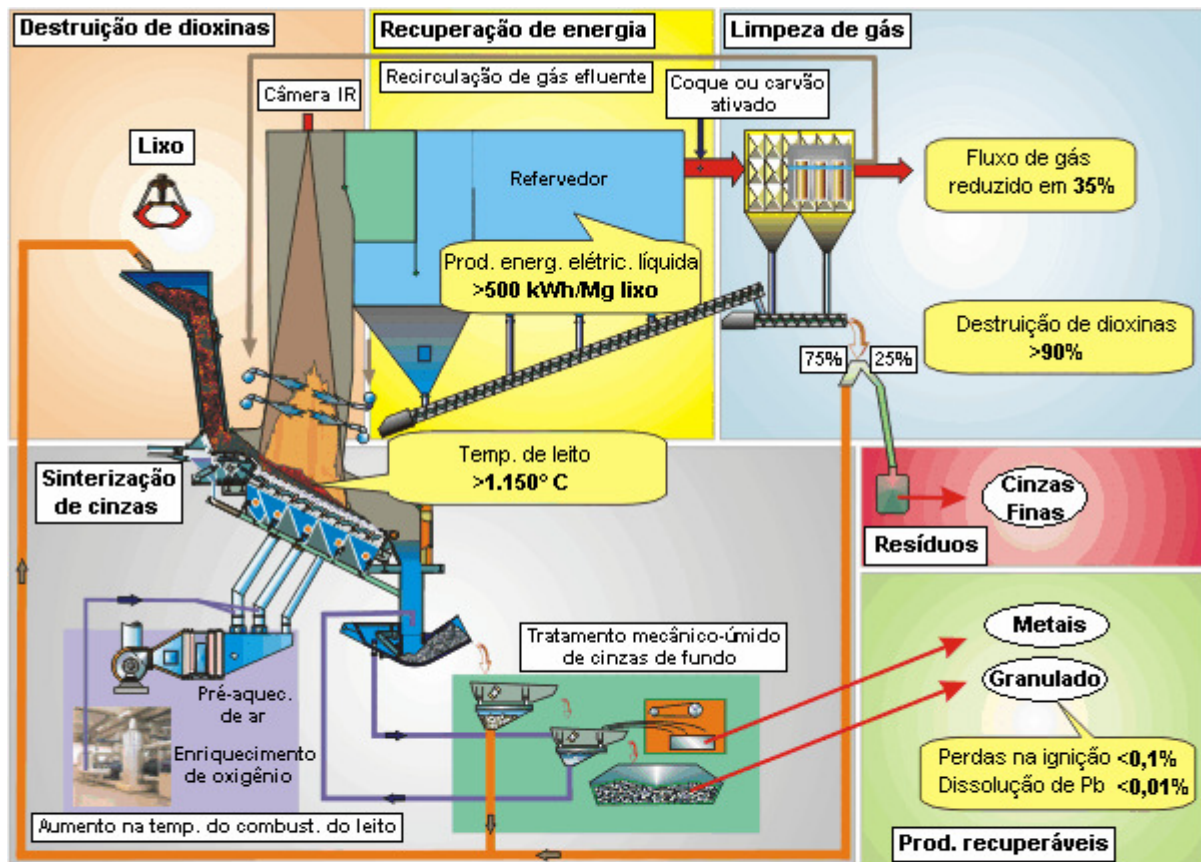 Destruição de dioxinas
Recuperação de energia
Limpeza de gás
Recirculação de gás efluente
Câmera IR
Coque ou carvão
ativado
Lixo
Refervedor
Fluxo de gás
reduzido em 35%
Prod. energ. elétric. líquida
>500 kWh/Mg lixo
Destruição de dioxinas
>90%
75%
25%
Temp. de leito
>1.150° C
Sinterização
de cinzas
Cinzas
Finas
Resíduos
Tratamento mecânico-úmido
de cinzas de fundo
Metais
Granulado
Pré-aquec.
de ar
Enriquecimento
de oxigênio
Perdas na ignição <0,1%
Dissolução de Pb <0,01%
Aumento na temp. do combust. do leito
Prod. recuperáveis